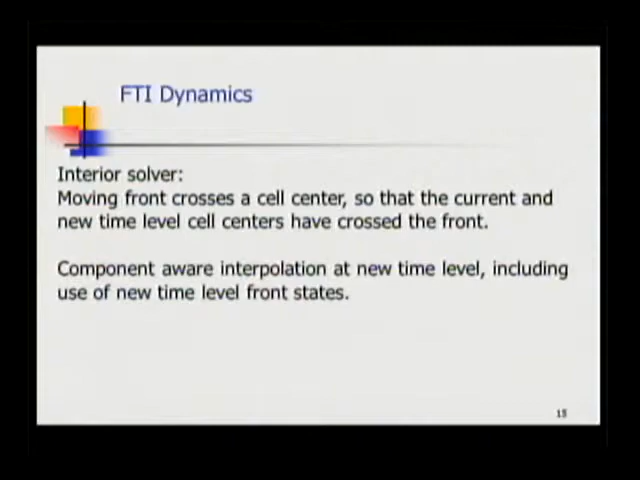 FTI Dynamics
Interior solver:
Moving front crosses a cell center, so that the current and
new time level cell centers have crossed the front.
Component aware interpolation at new time level, including
use of new time level front states.
15